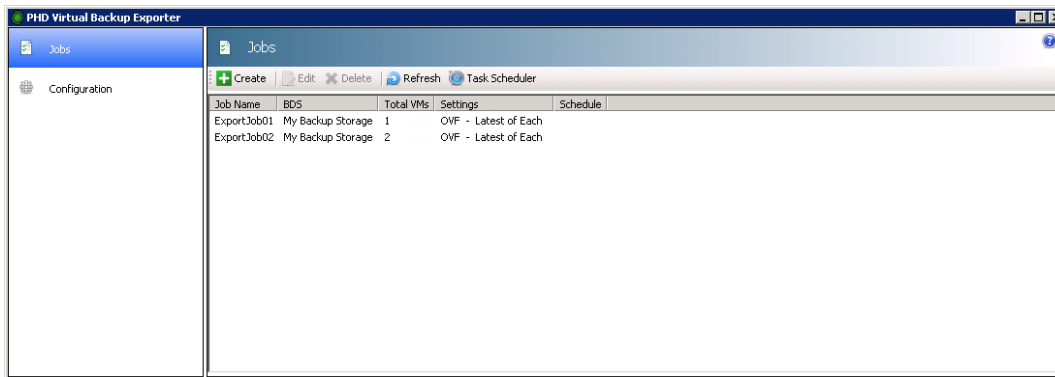 PHD Virtual Backup Exporter
Jobs
Configuration
Jobs
Create Edit Delete Refresh Task Scheduler
Job Name BDS Total VMs Settings Schedule
ExportJob01 My Backup Storage 1 OVF - Latest of Each
ExportJob02 My Backup Storage 2 OVF - Latest of Each